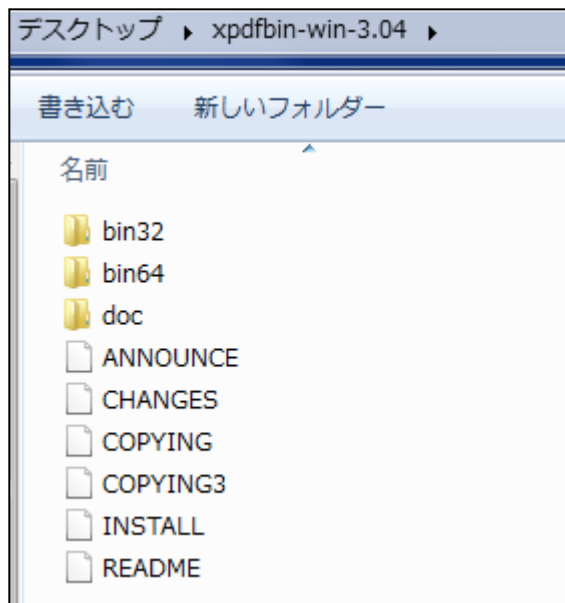 デスクトップ ▸ xpdfbin-win-3.04 ▸
書き込む 新しいフォルダー
名前
bin32
bin64
doc
ANNOUNCE
CHANGES
COPYING
COPYING3
INSTALL
README